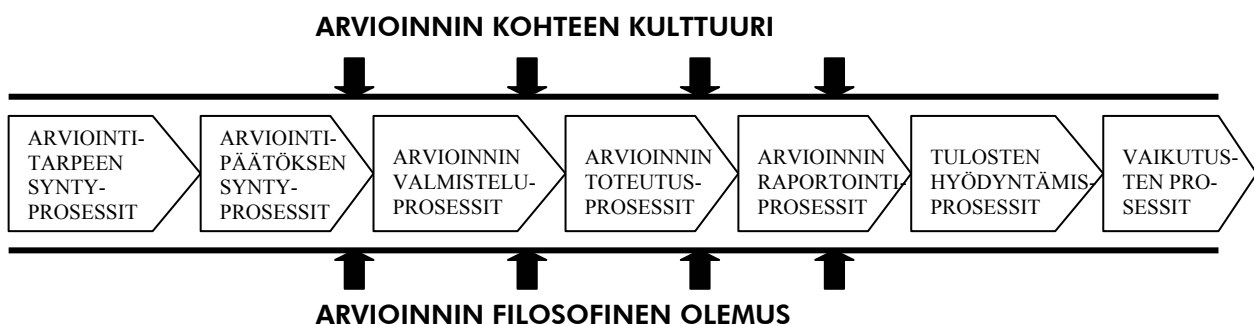 ARVIOINNIN KOHTEEN KULTTUURI
ARVIOINTI-
TARPEEN
SYNTY-
PROSESSIT
ARVIOINTI-
PÄÄTÖKSEN
SYNTY-
PROSESSIT
ARVIOINNIN
VALMISTELU-
PROSESSIT
ARVIOINNIN
TOTEUTUS-
PROSESSIT
ARVIOINNIN
RAPORTOINTI-
PROSESSIT
TULOSTEN
HYÖDYNTÄMIS-
PROSESSIT
VAIKUTUS-
TEN PRO-
SESSIT
ARVIOINNIN FILOSOFINEN OLEMUS